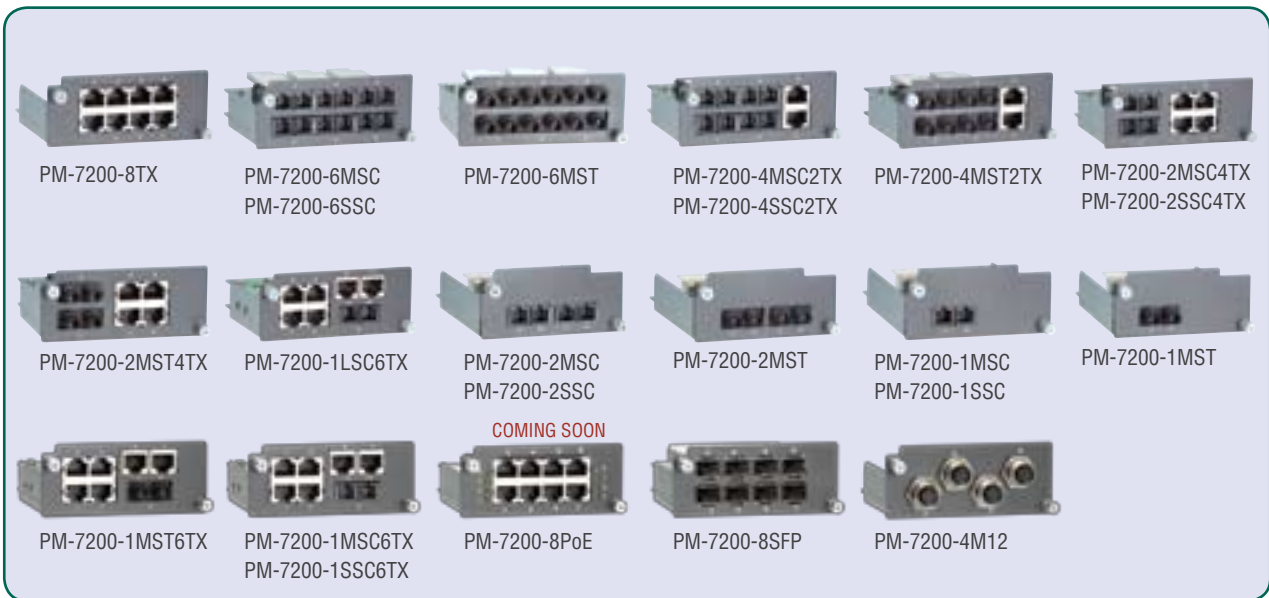 PM-7200-8TX
PM-7200-6MSC
PM-7200-6SSC
PM-7200-6MST
PM-7200-4MSC2TX
PM-7200-4SSC2TX
PM-7200-4MST2TX
PM-7200-2MSC4TX
PM-7200-2SSC4TX
PM-7200-2MST4TX
PM-7200-1LSC6TX
PM-7200-2MSC
PM-7200-2SSC
PM-7200-2MST
PM-7200-1MSC
PM-7200-1SSC
PM-7200-1MST
PM-7200-1MST6TX
PM-7200-1MSC6TX
PM-7200-1SSC6TX
COMING SOON
PM-7200-8PoE
PM-7200-8SFP
PM-7200-4M12